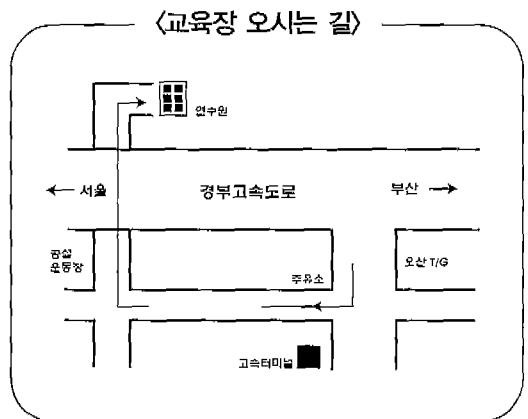 〈교육장 오시는 길〉
연수원
← 서울
경부고속도로
부산 →
공설
운동장
주유소
오산 T/G
고속터미널